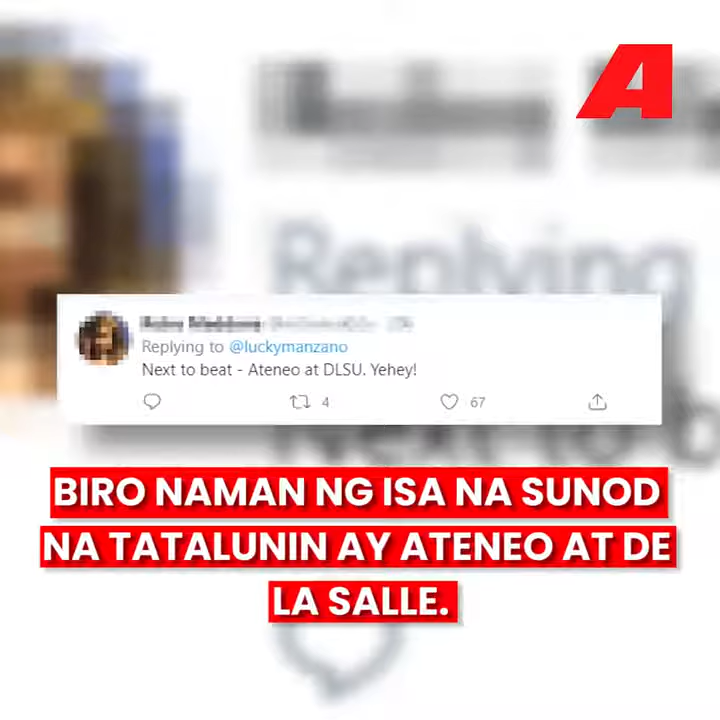 A
Replying
Replying to @luckymanzano
Next to beat - Ateneo at DLSU. Yehey!
4 67
BIRO NAMAN NG ISA NA SUNOD
NA TATALUNIN AY ATENEO AT DE
LA SALLE.